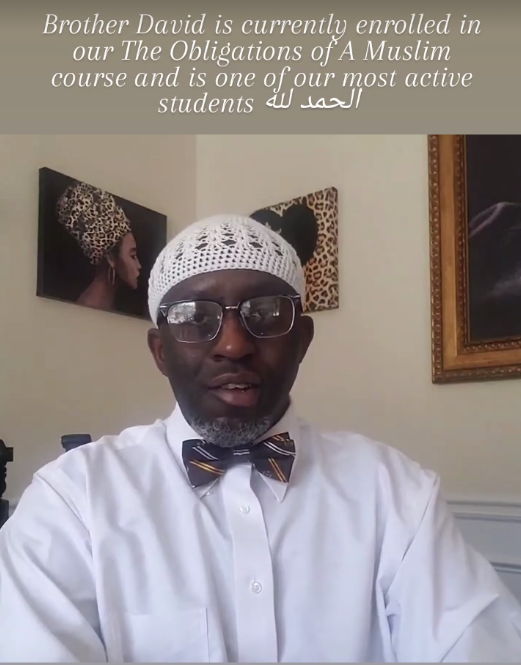 Brother David is currently enrolled in
our The Obligations of A Muslim
course and is one of our most active
students الحمد لله